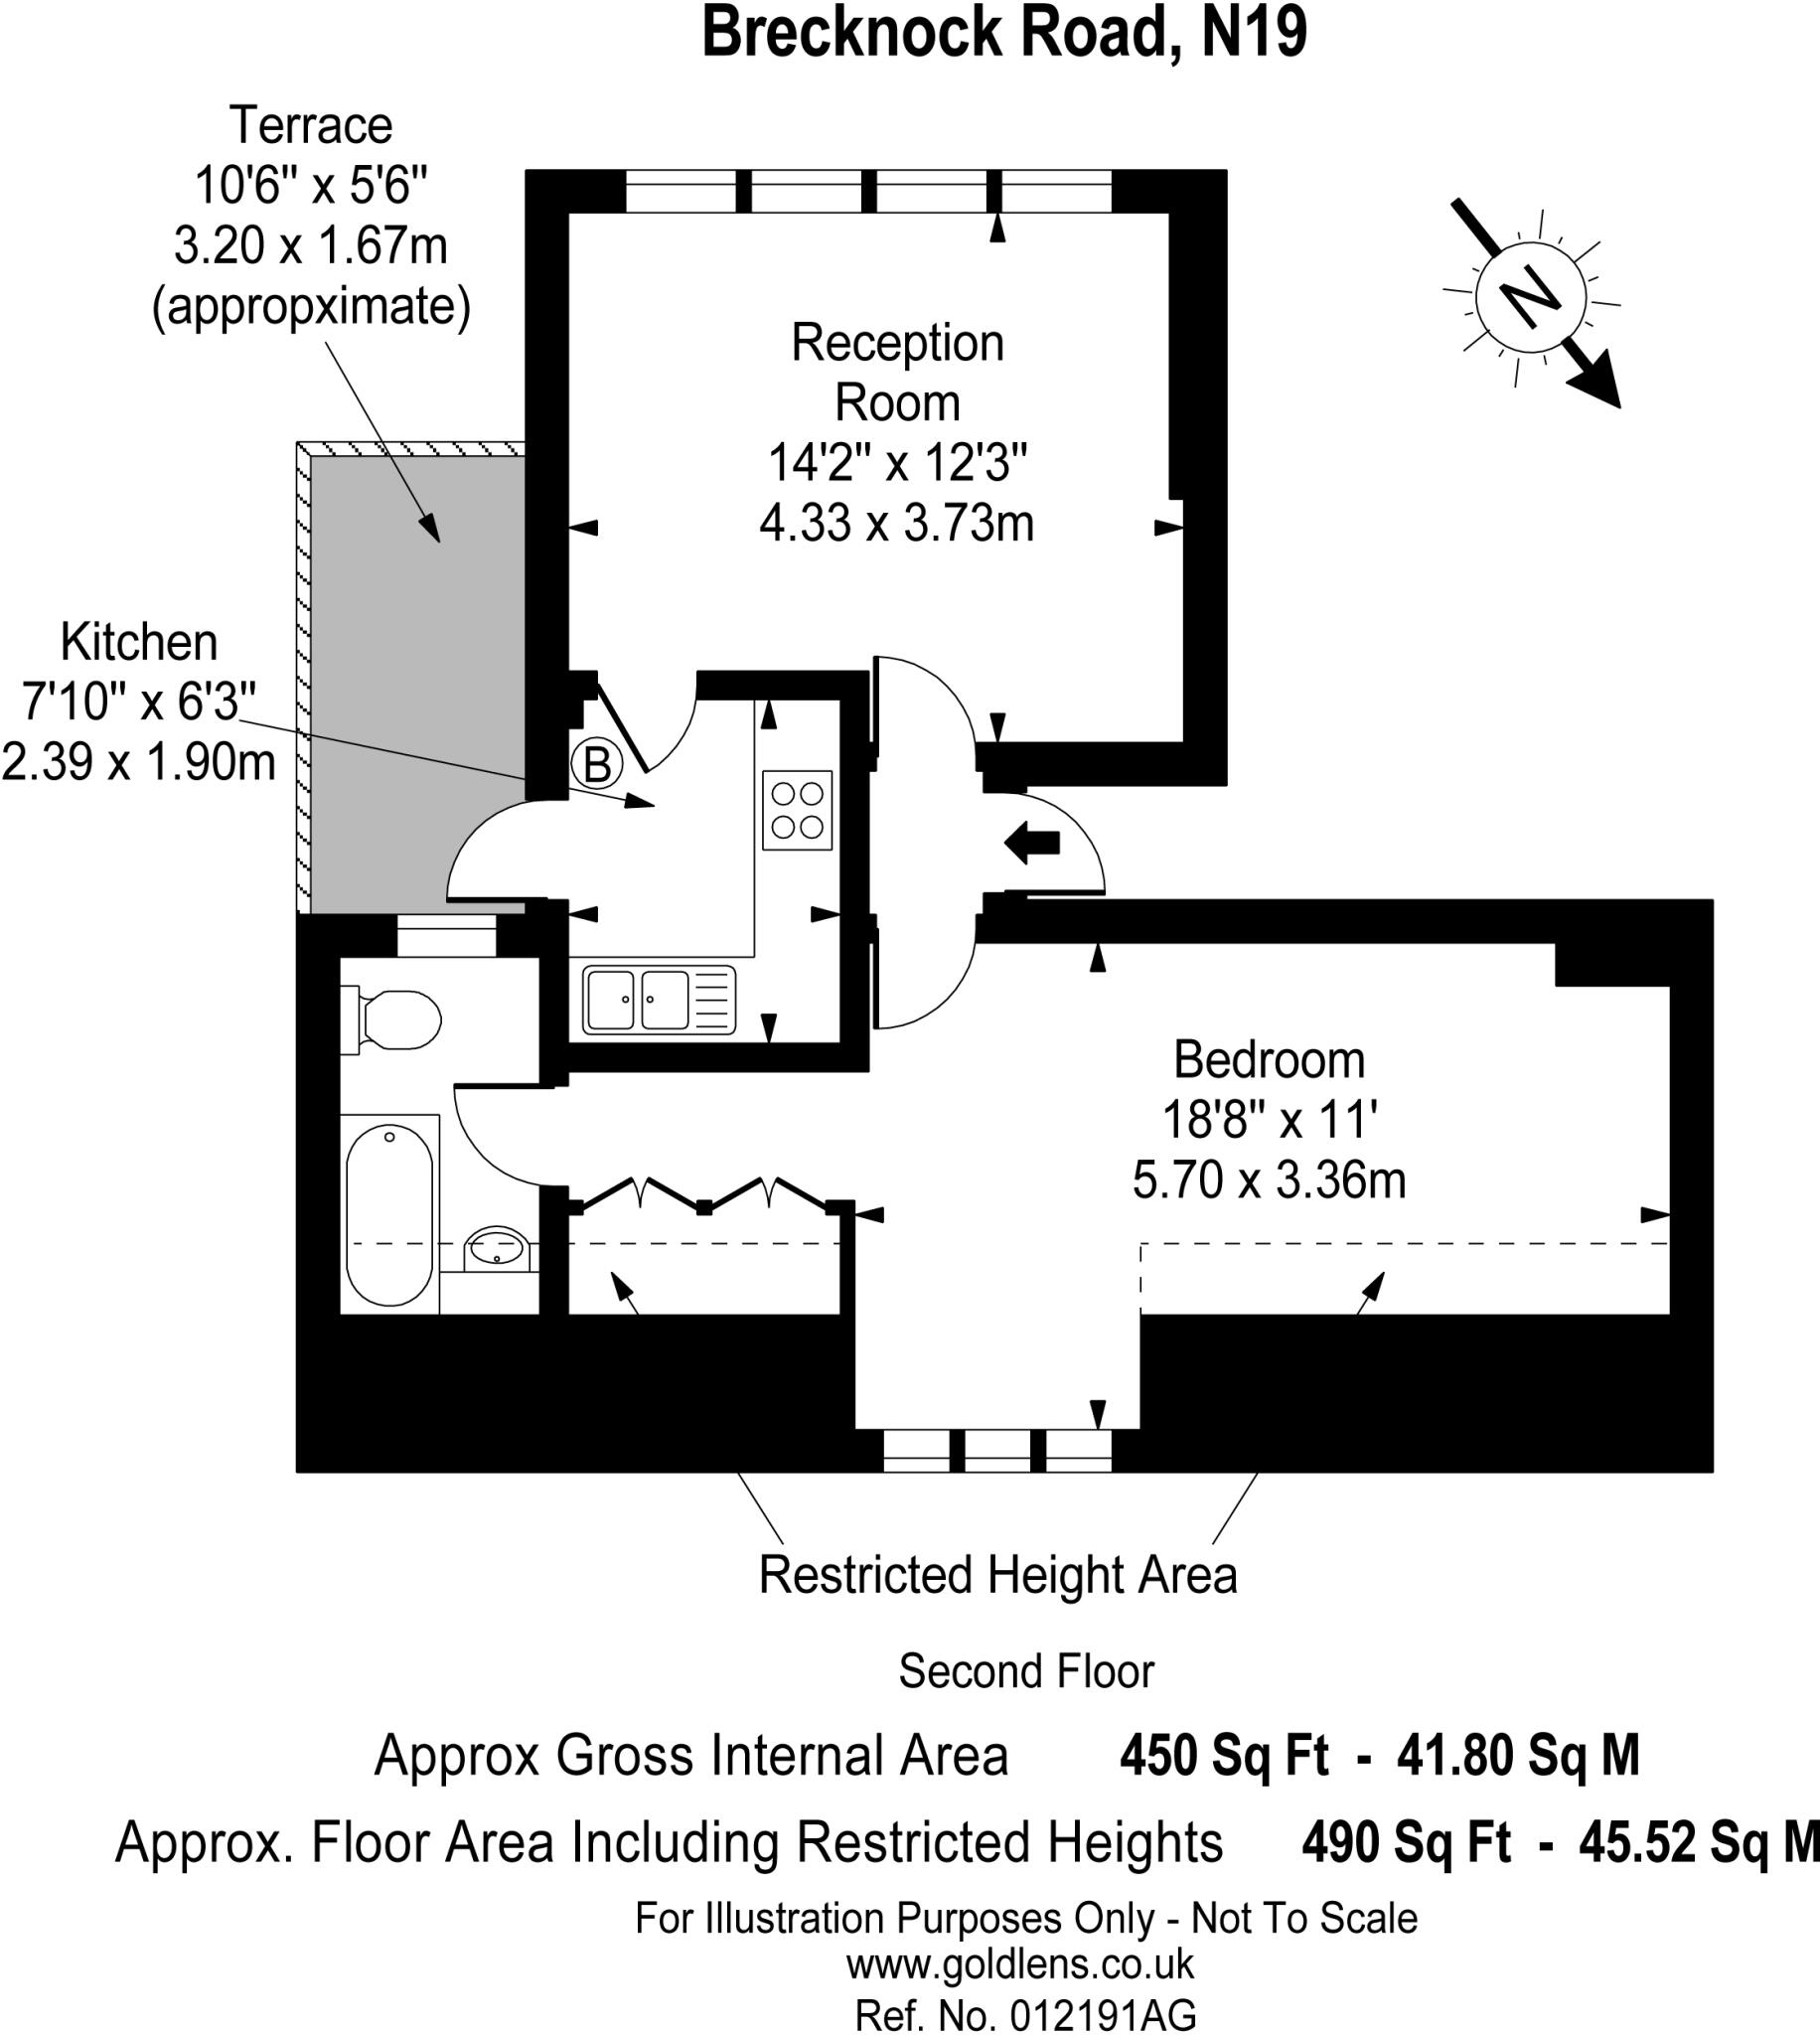 Brecknock Road, N19
Terrace
10'6" x 5'6"
3.20 x 1.67m
(appropximate)
N
Reception
Room
14'2" x 12'3"
4.33 x 3.73m
Kitchen
7'10" x 6'3"
2.39 x 1.90m
B
Bedroom
18'8" x 11'
5.70 x 3.36m
Restricted Height Area
Second Floor
Approx Gross Internal Area 450 Sq Ft - 41.80 Sq M
Approx. Floor Area Including Restricted Heights 490 Sq Ft - 45.52 Sq M
For Illustration Purposes Only - Not To Scale
www.goldlens.co.uk
Ref. No. 012191AG